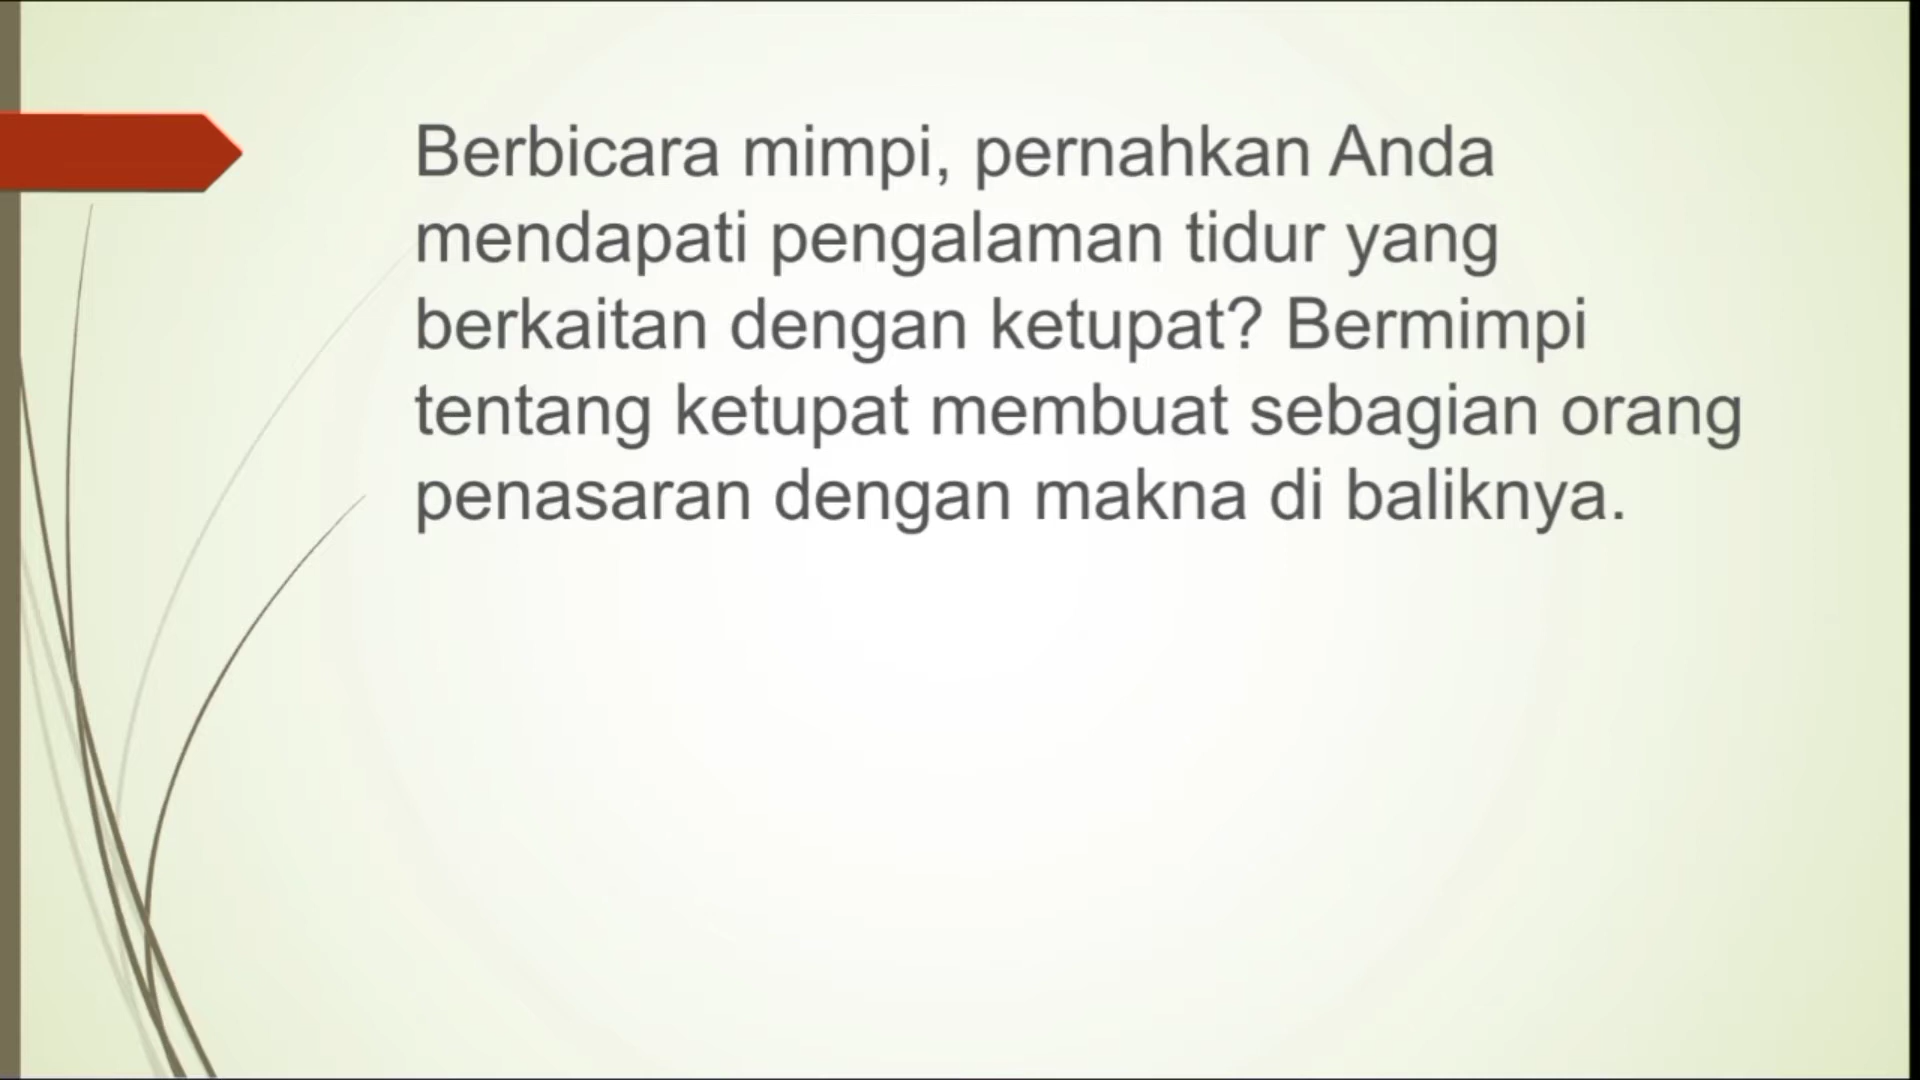 Berbicara mimpi, pernahkan Anda
mendapati pengalaman tidur yang
berkaitan dengan ketupat? Bermimpi
tentang ketupat membuat sebagian orang
penasaran dengan makna di baliknya.